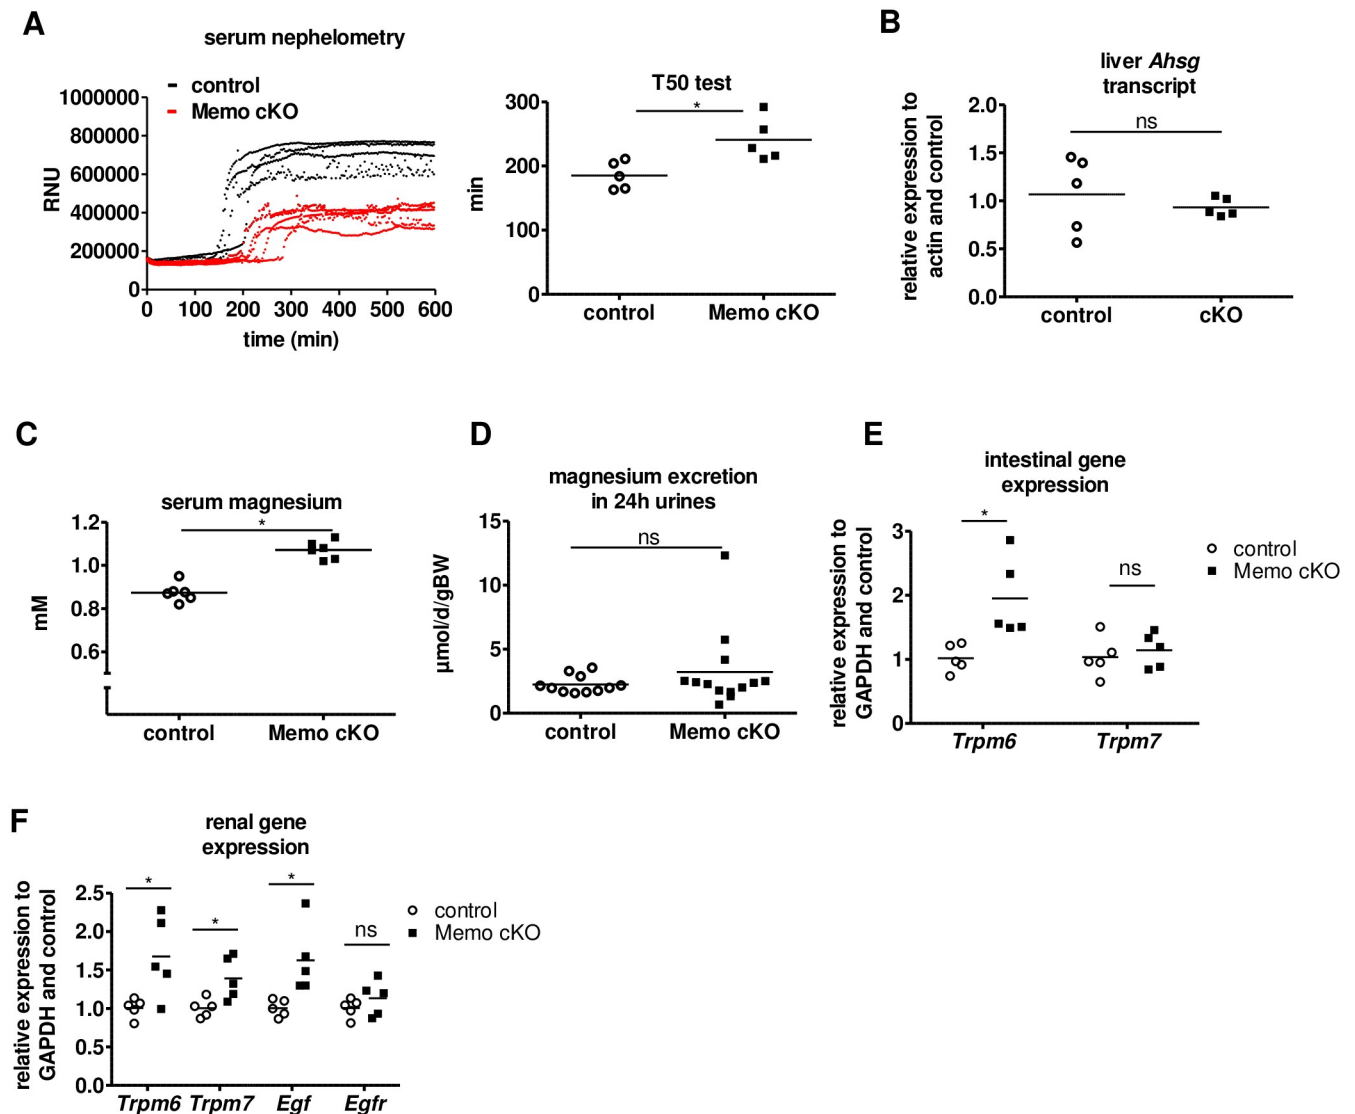 A
serum nephelometry
control
Memo cKO
1000000
800000
600000
400000
200000
0
RNU
0 100 200 300 400 500 600
time (min)
T50 test
*
300
200
100
0
min
control Memo cKO
B
liver Ahsg
transcript
ns
2.0
1.5
1.0
0.5
0.0
relative expression to
actin and control
control cKO
C
serum magnesium
*
1.2
1.0
0.8
0.6
mM
control Memo cKO
D
magnesium excretion
in 24h urines
ns
15
10
5
0
µmol/d/gBW
control Memo cKO
E
intestinal gene
expression
*
ns
3
2
1
0
relative expression to
GAPDH and control
control
Memo cKO
Trpm6 Trpm7
F
renal gene
expression
* * * ns
2.5
2.0
1.5
1.0
0.5
0.0
relative expression to
GAPDH and control
control
Memo cKO
Trpm6 Trpm7 Egf Egfr